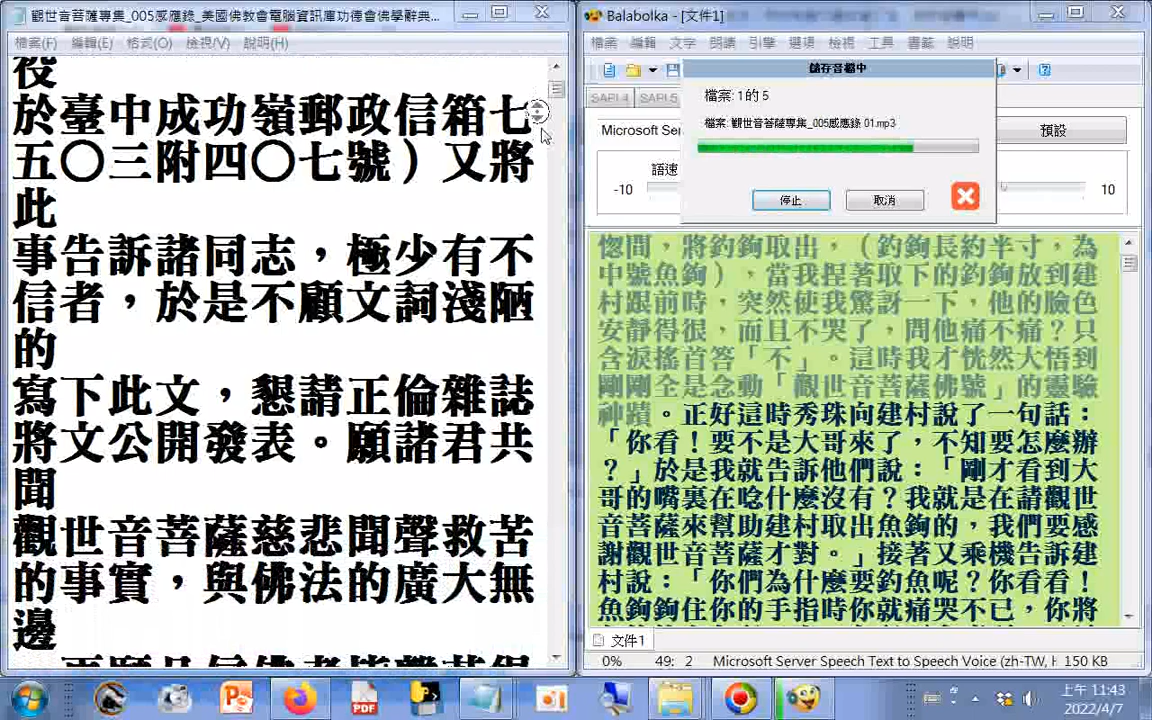 觀世音菩薩專集_005感應錄_美國佛教會電腦資訊庫功德會佛學辭典...
檔案(F) 編輯(E) 格式(O) 檢視(V) 說明(H)
役
於臺中成功嶺郵政信箱七
五〇三附四〇七號）又將
此
事告訴諸同志，極少有不
信者，於是不顧文詞淺陋
的
寫下此文，懇請正倫雜誌
將文公開發表。願諸君共
聞
觀世音菩薩慈悲聞聲救苦
的事實，與佛法的廣大無
邊
Balabolka - [文件1]
檔案 編輯 文字 朗讀 引擎 選項 檢視 工具 書籤 說明
儲存音檔中
檔案: 1的 5
檔案: 觀世音菩薩專集_005感應錄 01.mp3
停止 取消
SAPI 4 SAPI 5
Microsoft Ser
預設
語速
-10 10
惚間，將釣鉤取出，（釣鉤長約半寸，為
中號魚鉤），當我捏著取下的釣鉤放到建
村跟前時，突然使我驚訝一下，他的臉色
安靜得很，而且不哭了，問他痛不痛？只
含淚搖首答「不」。這時我才恍然大悟到
剛剛全是念動「觀世音菩薩佛號」的靈驗
神蹟。正好這時秀珠向建村說了一句話：
「你看！要不是大哥來了，不知要怎麼辦
？」於是我就告訴他們說：「剛才看到大
哥的嘴裏在唸什麼沒有？我就是在請觀世
音菩薩來幫助建村取出魚鉤的，我們要感
謝觀世音菩薩才對。」接著又乘機告訴建
村說：「你們為什麼要釣魚呢？你看看！
魚鉤鉤住你的手指時你就痛哭不已，你將
文件1
0% 49: 2 Microsoft Server Speech Text to Speech Voice (zh-TW, H 150 KB
上午 11:43
2022/4/7